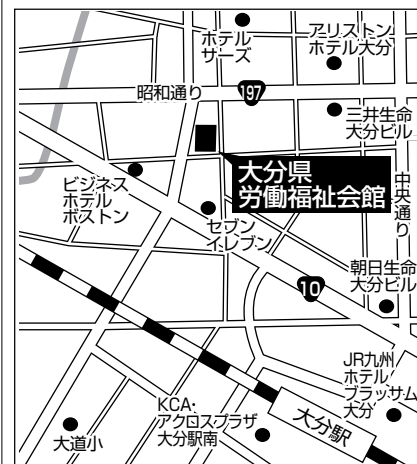 ホテル
サーズ
アリストン
ホテル大分
昭和通り
197
三井生命
大分ビル
大分県
労働福祉会館
中央通り
ビジネス
ホテル
ボストン
セブン
イレブン
10
朝日生命
大分ビル
JR九州
ホテル
ブラッサム
大分
KCA・
アクロスプラザ
大分駅南
大分駅
大道小